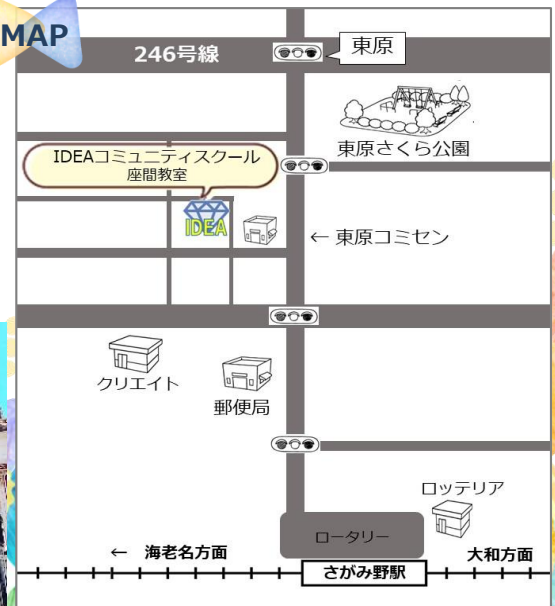 MAP
246号線
東原
東原さくら公園
IDEAコミュニティスクール
座間教室
IDEA
← 東原コミセン
クリエイト
郵便局
ロッテリア
ロータリー
← 海老名方面
大和方面
さがみ野駅